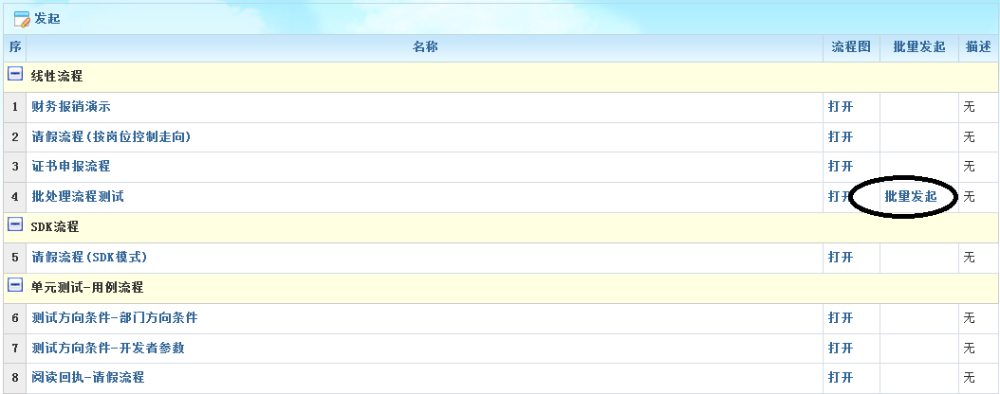 发起
序 名称 流程图 批量发起 描述
线性流程
1 财务报销演示 打开 无
2 请假流程(按岗位控制走向) 打开 无
3 证书申报流程 打开 无
4 批处理流程测试 打开 批量发起 无
SDK流程
5 请假流程(SDK模式) 打开 无
单元测试-用例流程
6 测试方向条件-部门方向条件 打开 无
7 测试方向条件-开发者参数 打开 无
8 阅读回执-请假流程 打开 无